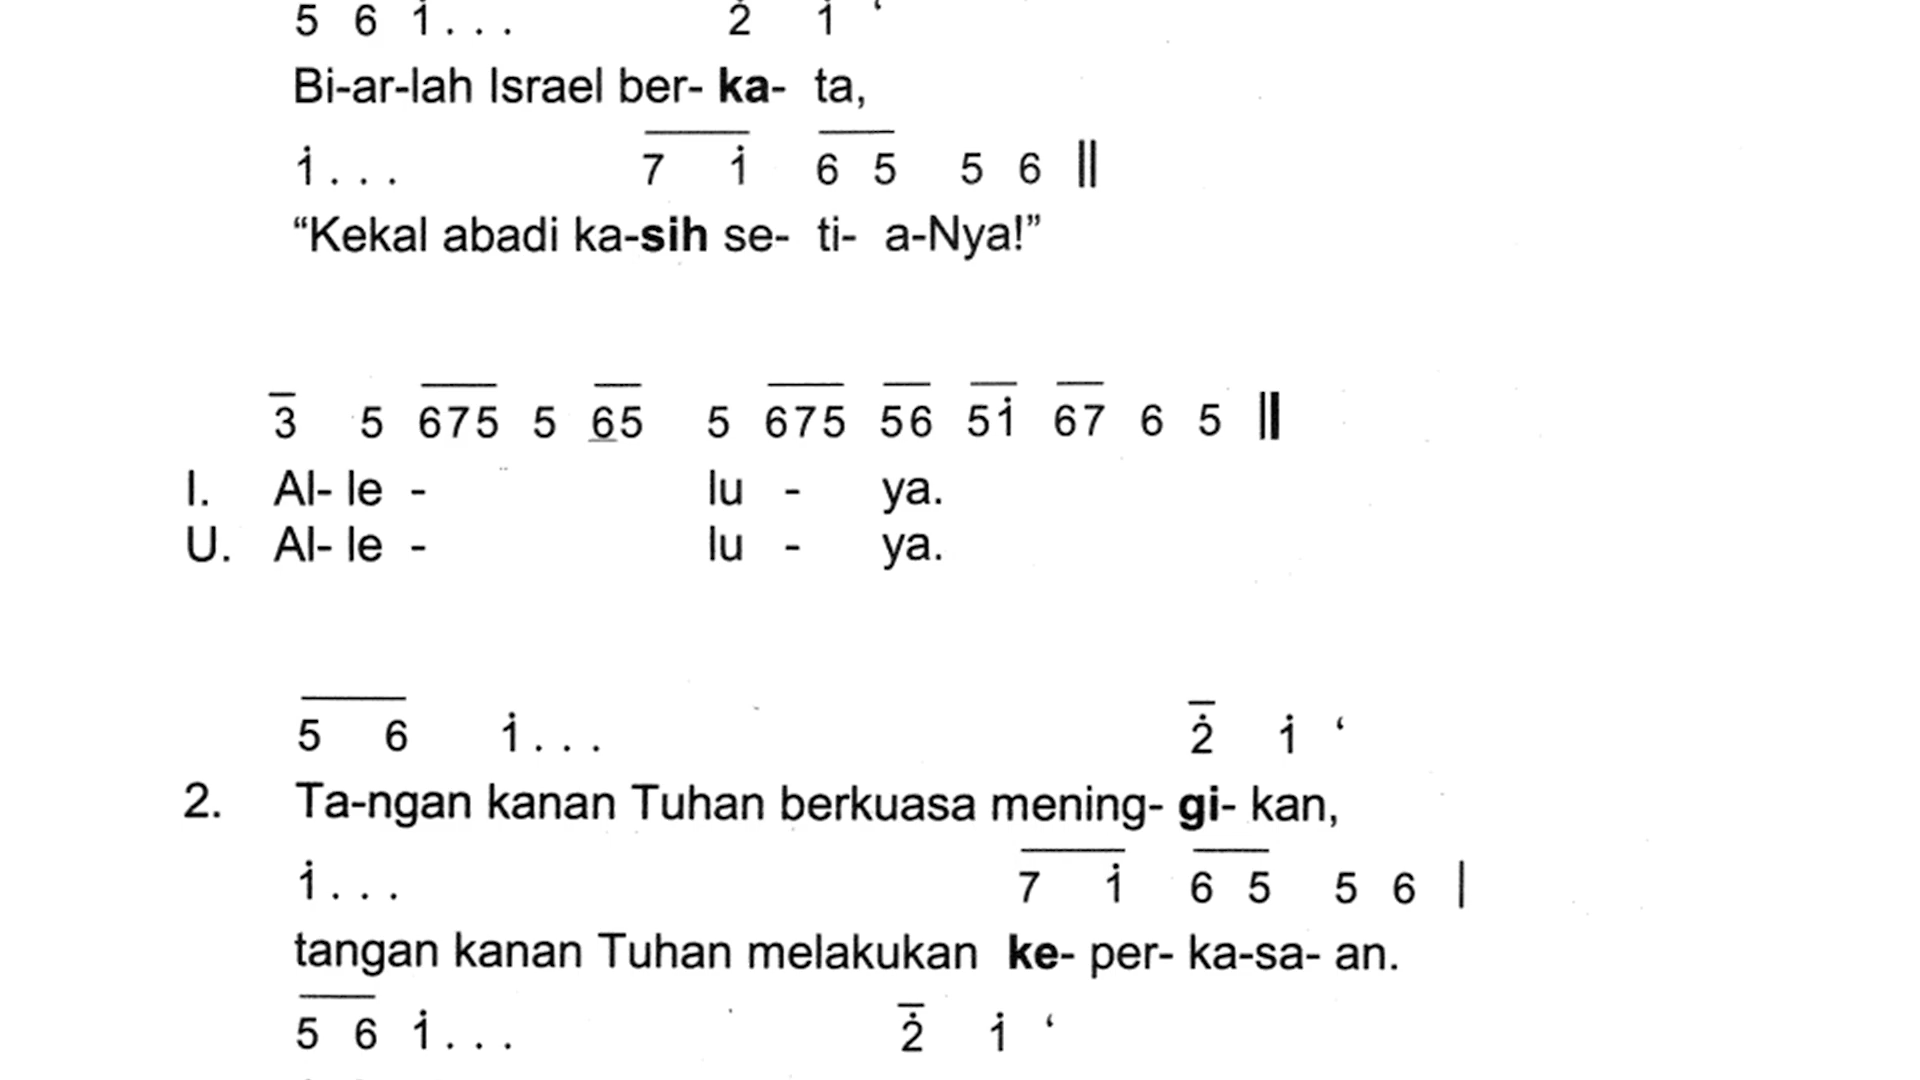 5 6 1̇ . . . 2̇ 1̇ ‘
Bi-ar-lah Israel ber- ka- ta,
1̇ . . . 7 1̇ 6 5 5 6 ||
“Kekal abadi ka-sih se- ti- a-Nya!”
3 5 675 5 65 5 675 56 51̇ 67 6 5 ||
I. Al- le - lu - ya.
U. Al- le - lu - ya.
5 6 1̇ . . . 2̇ 1̇ ‘
2. Ta-ngan kanan Tuhan berkuasa mening- gi- kan,
1̇ . . . 7 1̇ 6 5 5 6 |
tangan kanan Tuhan melakukan ke- per- ka-sa- an.
5 6 1̇ . . . 2̇ 1̇ ‘